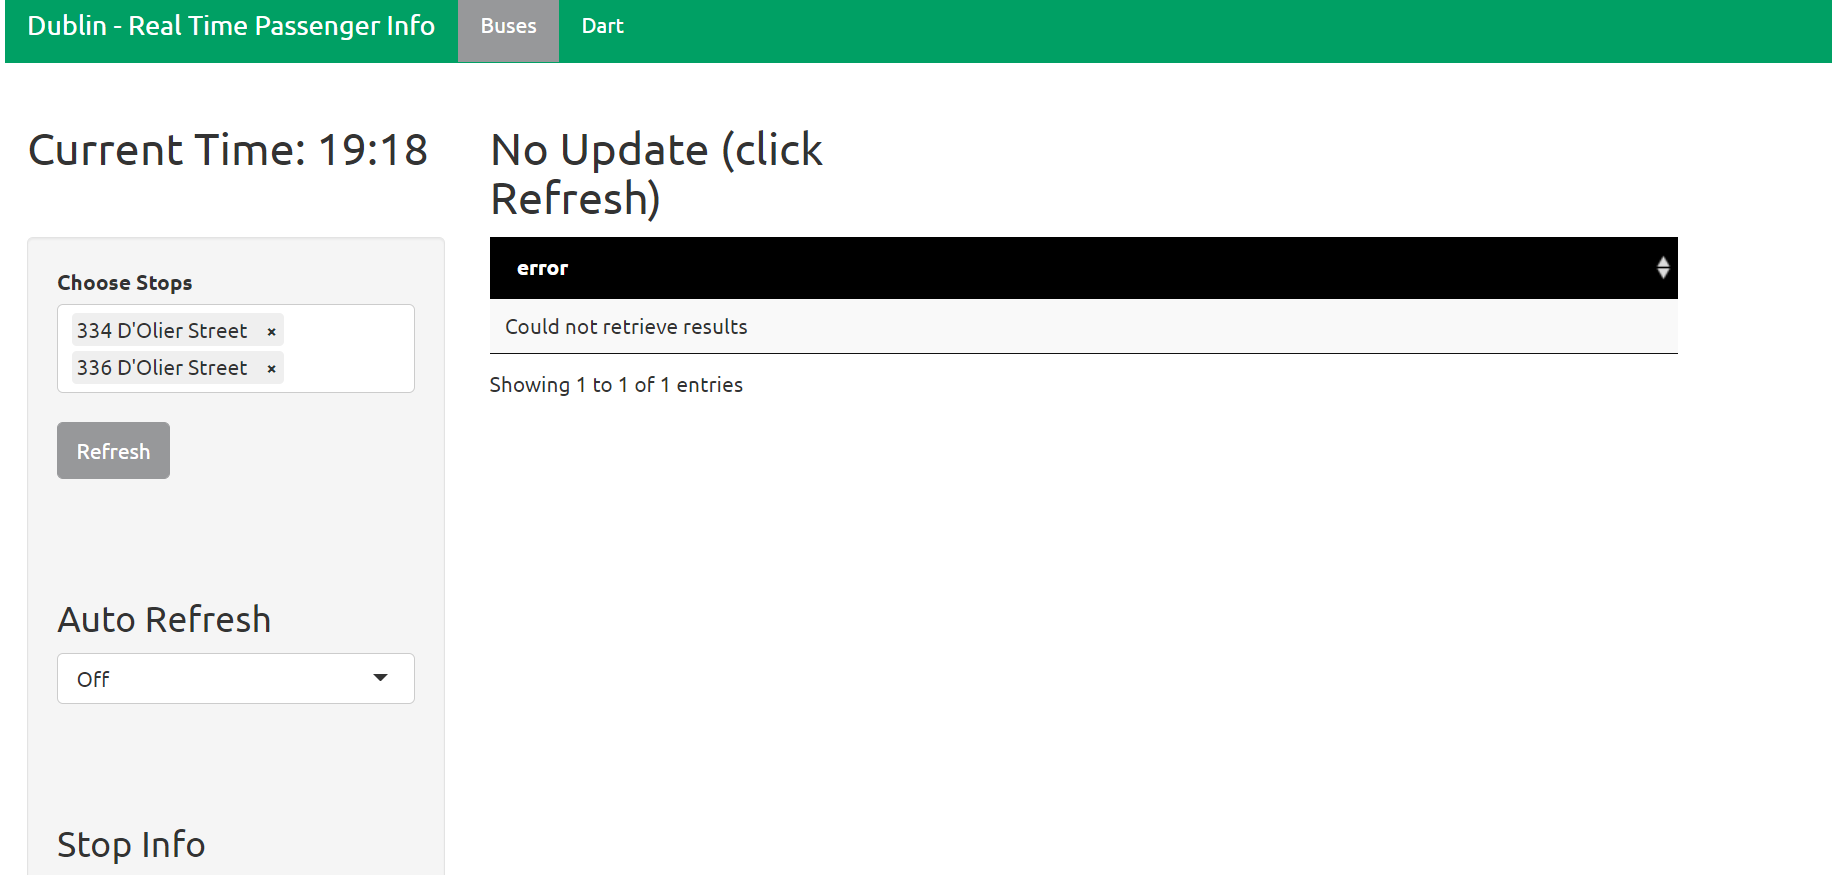 Dublin - Real Time Passenger Info Buses Dart
Current Time: 19:18
No Update (click
Refresh)
Choose Stops
334 D'Olier Street ×
336 D'Olier Street ×
Refresh
Auto Refresh
Off
Stop Info
error
Could not retrieve results
Showing 1 to 1 of 1 entries